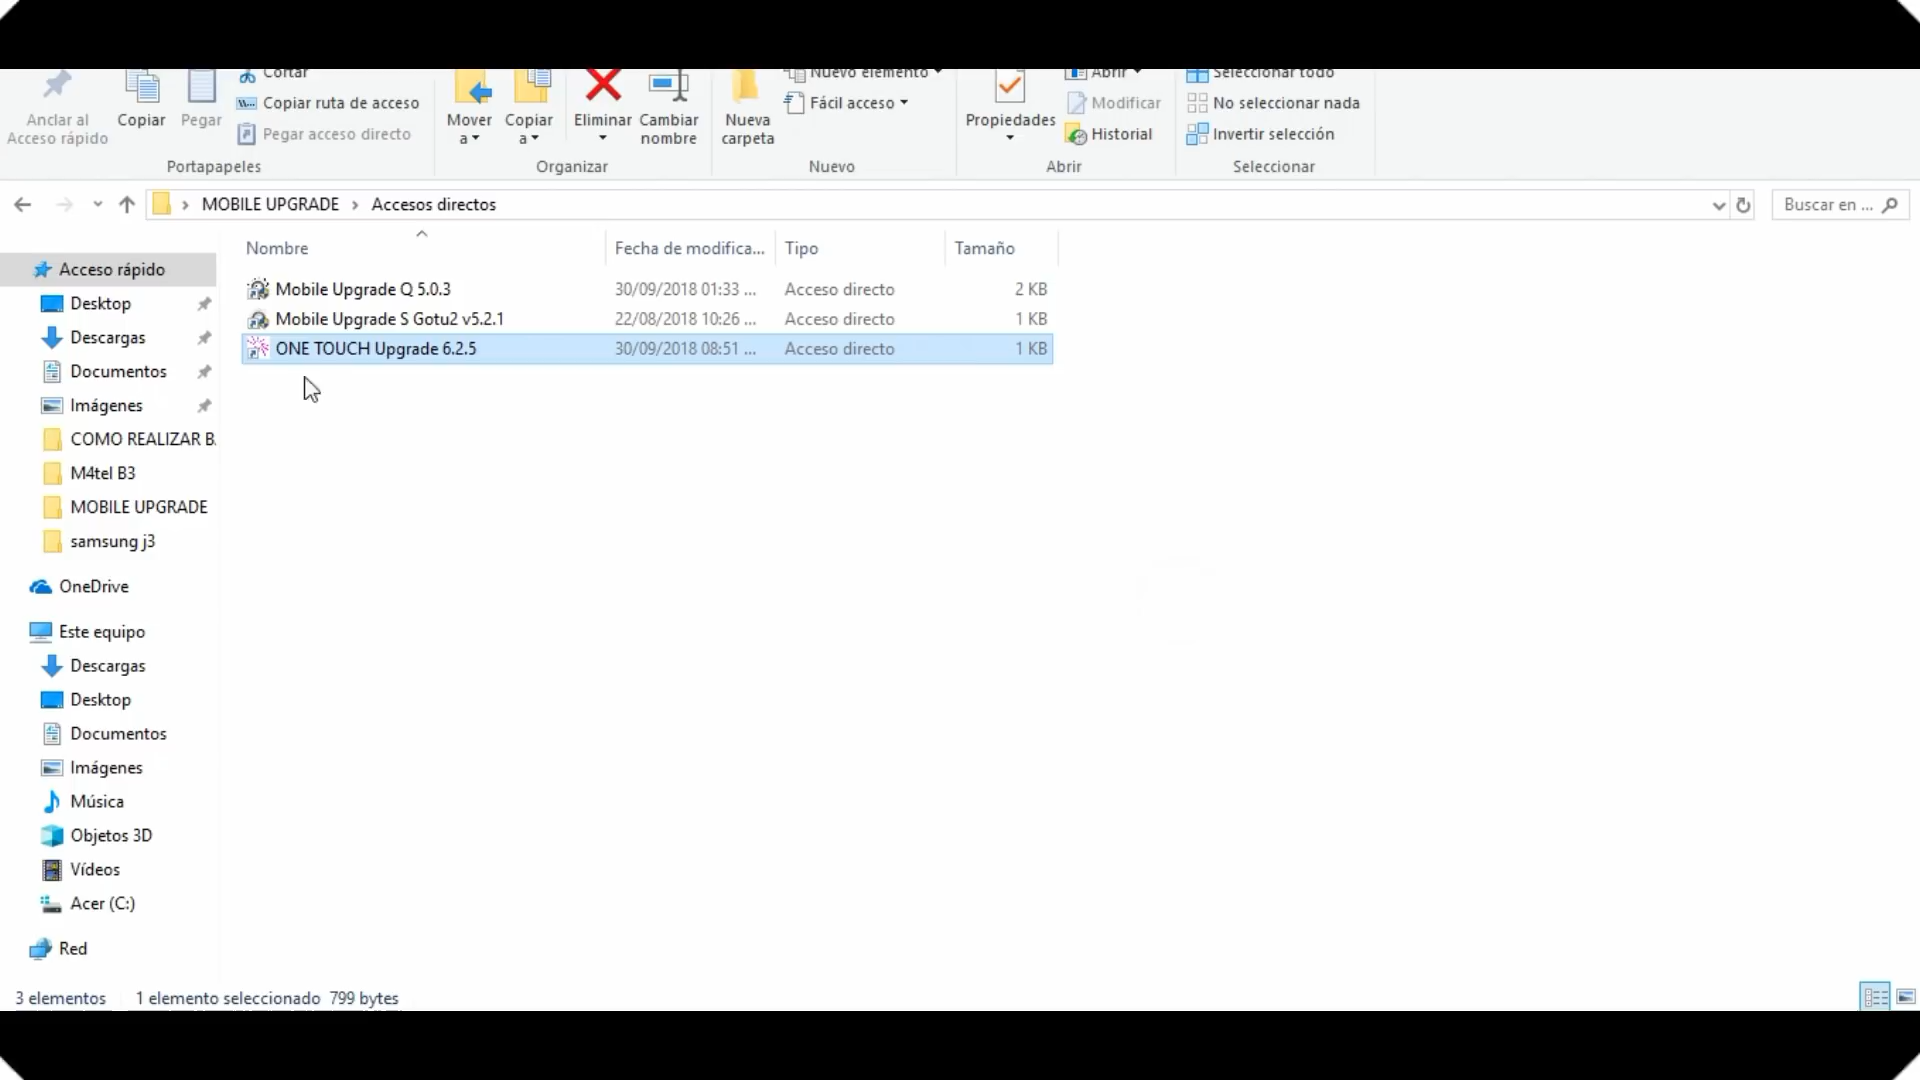 Cortar
Nuevo elemento
Abrir
Seleccionar todo
Copiar ruta de acceso
Fácil acceso
Modificar
No seleccionar nada
Anclar al
Acceso rápido
Copiar
Pegar
Pegar acceso directo
Mover
a
Copiar
a
Eliminar
Cambiar
nombre
Nueva
carpeta
Propiedades
Historial
Invertir selección
Portapapeles
Organizar
Nuevo
Abrir
Seleccionar
MOBILE UPGRADE > Accesos directos
Buscar en ...
Nombre
Fecha de modifica...
Tipo
Tamaño
Mobile Upgrade Q 5.0.3 30/09/2018 01:33 ... Acceso directo 2 KB
Mobile Upgrade S Gotu2 v5.2.1 22/08/2018 10:26 ... Acceso directo 1 KB
ONE TOUCH Upgrade 6.2.5 30/09/2018 08:51 ... Acceso directo 1 KB
Acceso rápido
Desktop
Descargas
Documentos
Imágenes
COMO REALIZAR B
M4tel B3
MOBILE UPGRADE
samsung j3
OneDrive
Este equipo
Descargas
Desktop
Documentos
Imágenes
Música
Objetos 3D
Vídeos
Acer (C:)
Red
3 elementos
1 elemento seleccionado 799 bytes